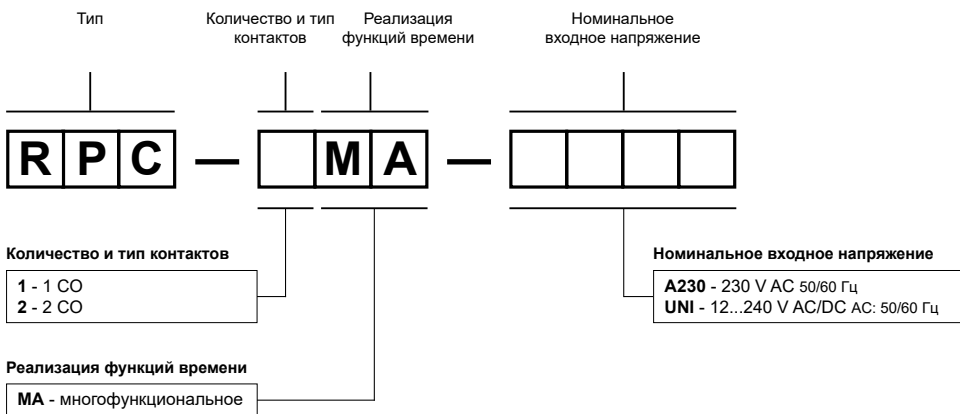 Тип
Количество и тип
контактов
Реализация
функций времени
Номинальное
входное напряжение
RPC — MA —
Количество и тип контактов
1 - 1 CO
2 - 2 CO
Номинальное входное напряжение
A230 - 230 V AC 50/60 Гц
UNI - 12...240 V AC/DC AC: 50/60 Гц
Реализация функций времени
MA - многофункциональное